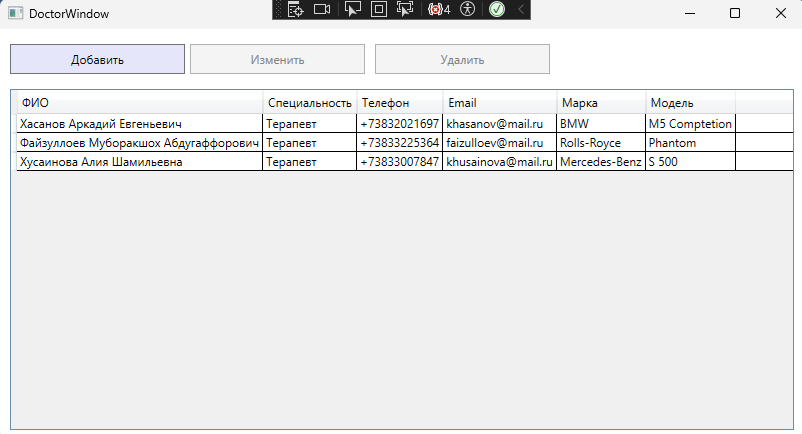 DoctorWindow
4
Добавить Изменить Удалить
ФИО Специальность Телефон Email Марка Модель
Хасанов Аркадий Евгеньевич Терапевт +73832021697 khasanov@mail.ru BMW M5 Comptetion
Файзуллоев Муборакшох Абдугаффорович Терапевт +73833225364 faizulloev@mail.ru Rolls-Royce Phantom
Хусаинова Алия Шамильевна Терапевт +73833007847 khusainova@mail.ru Mercedes-Benz S 500